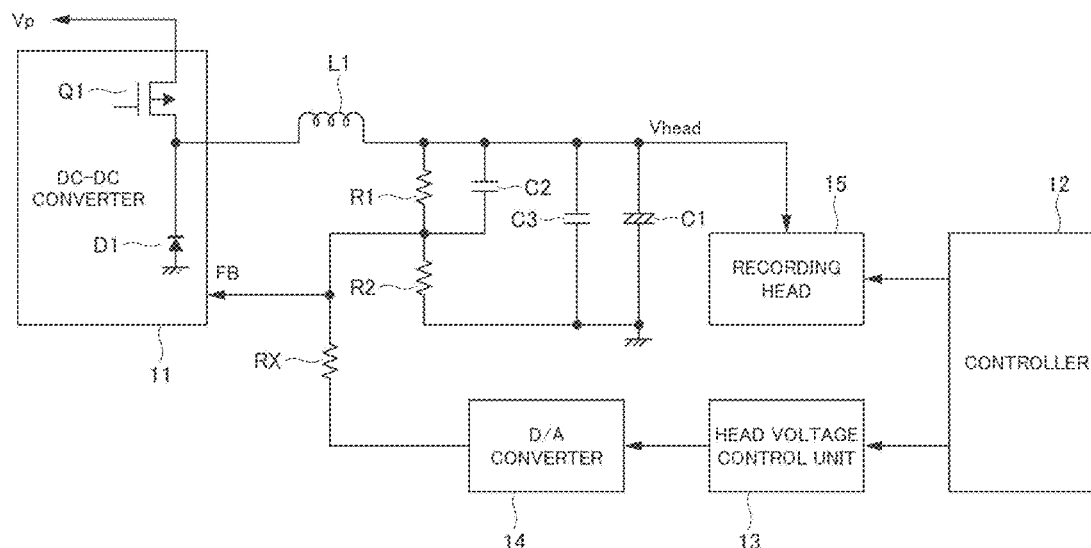 Vp
L1
Q1
Vhead
DC-DC
CONVERTER
R1
C2
15
12
C3
C1
D1
FB
R2
RECORDING
HEAD
11
RX
CONTROLLER
D/A
CONVERTER
HEAD VOLTAGE
CONTROL UNIT
14
13